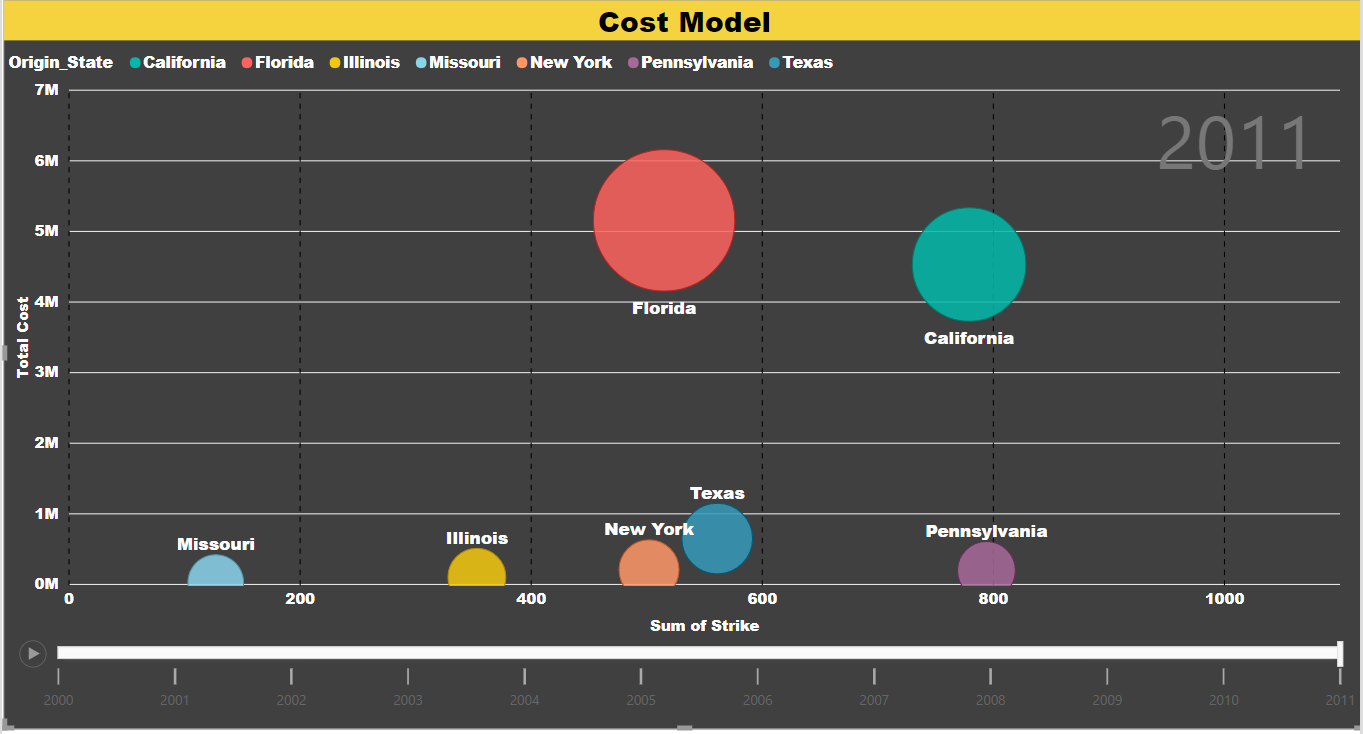 Cost Model
Origin_State California Florida Illinois Missouri New York Pennsylvania Texas
7M
2011
6M
5M
4M
Florida
California
Total Cost
3M
2M
Texas
1M
New York
Pennsylvania
Illinois
Missouri
0M
0 200 400 600 800 1000
Sum of Strike
2000 2001 2002 2003 2004 2005 2006 2007 2008 2009 2010 2011